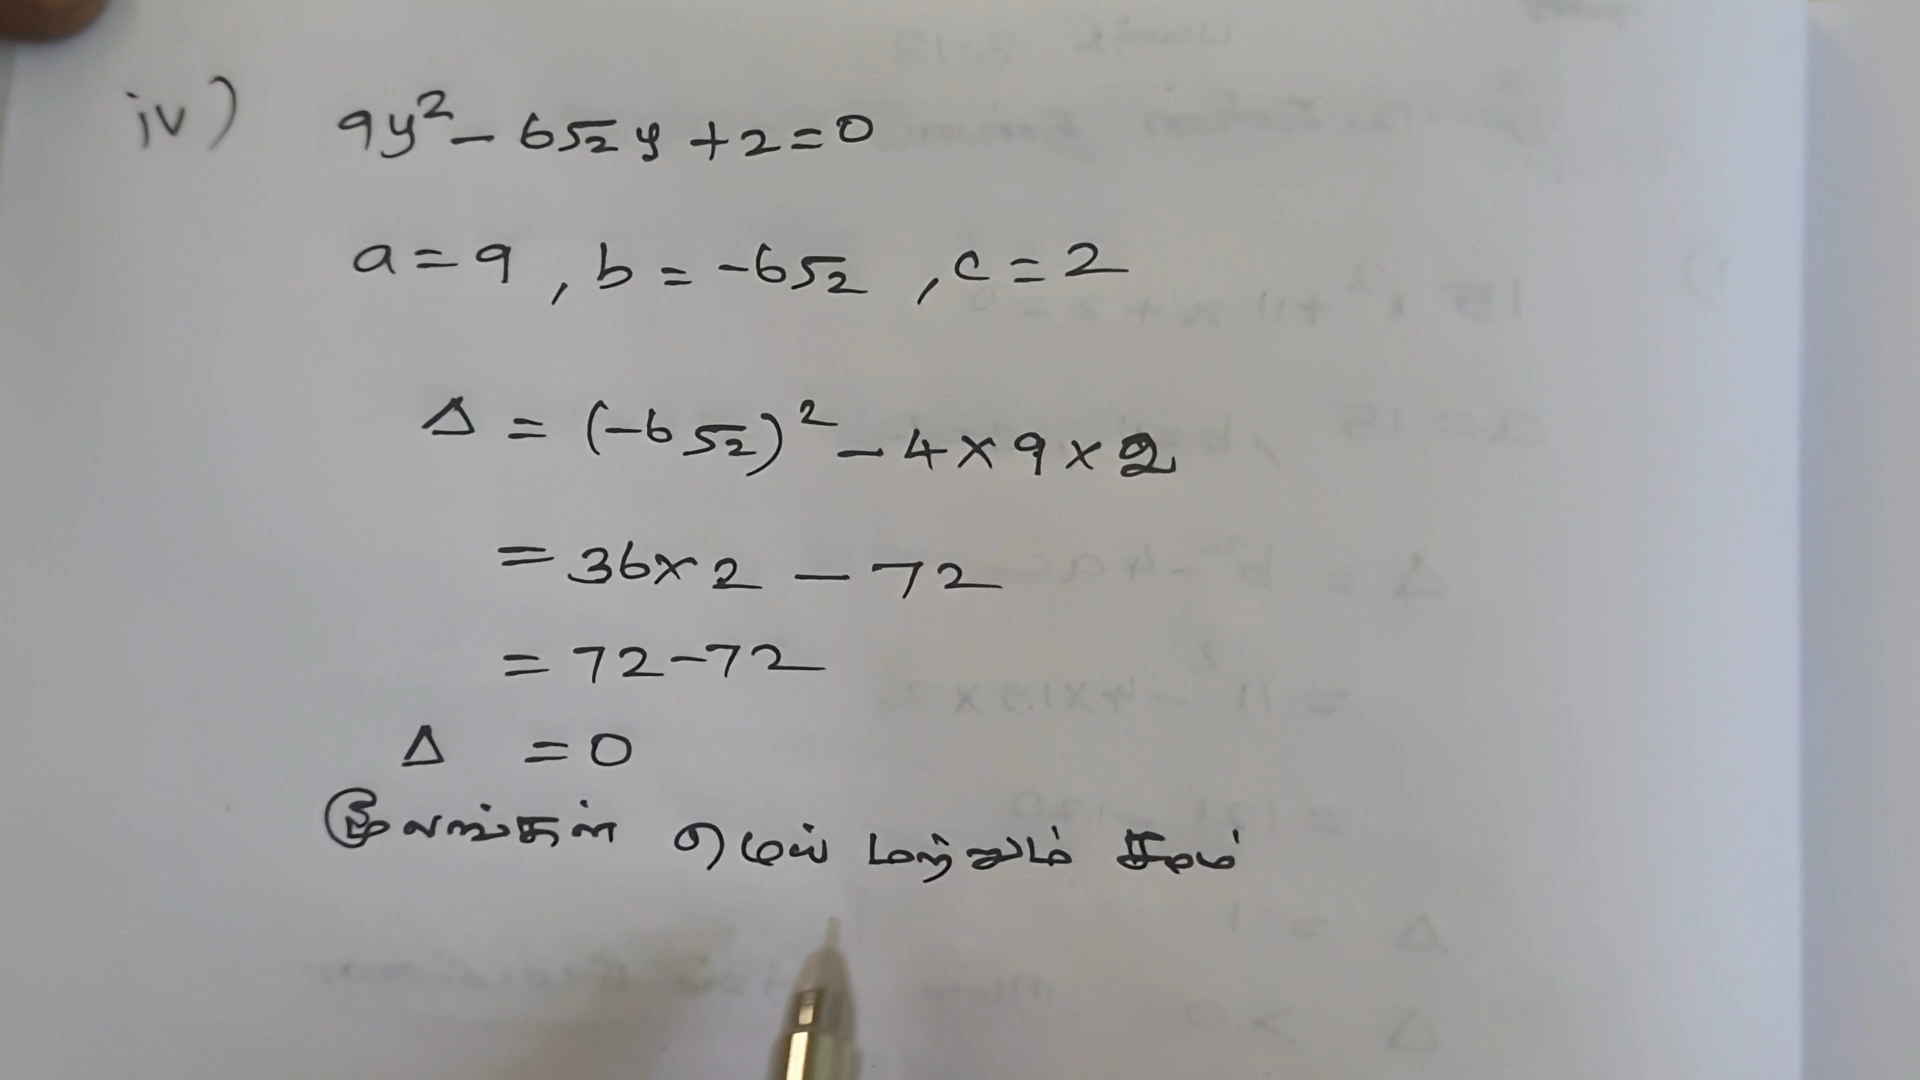 iv) 9y² - 6√2 y + 2 = 0
a = 9 , b = -6√2 , c = 2
Δ = (-6√2)² - 4 × 9 × 2
= 36 × 2 - 72
= 72 - 72
Δ = 0
மூலங்கள் மெய் மற்றும் சமம்